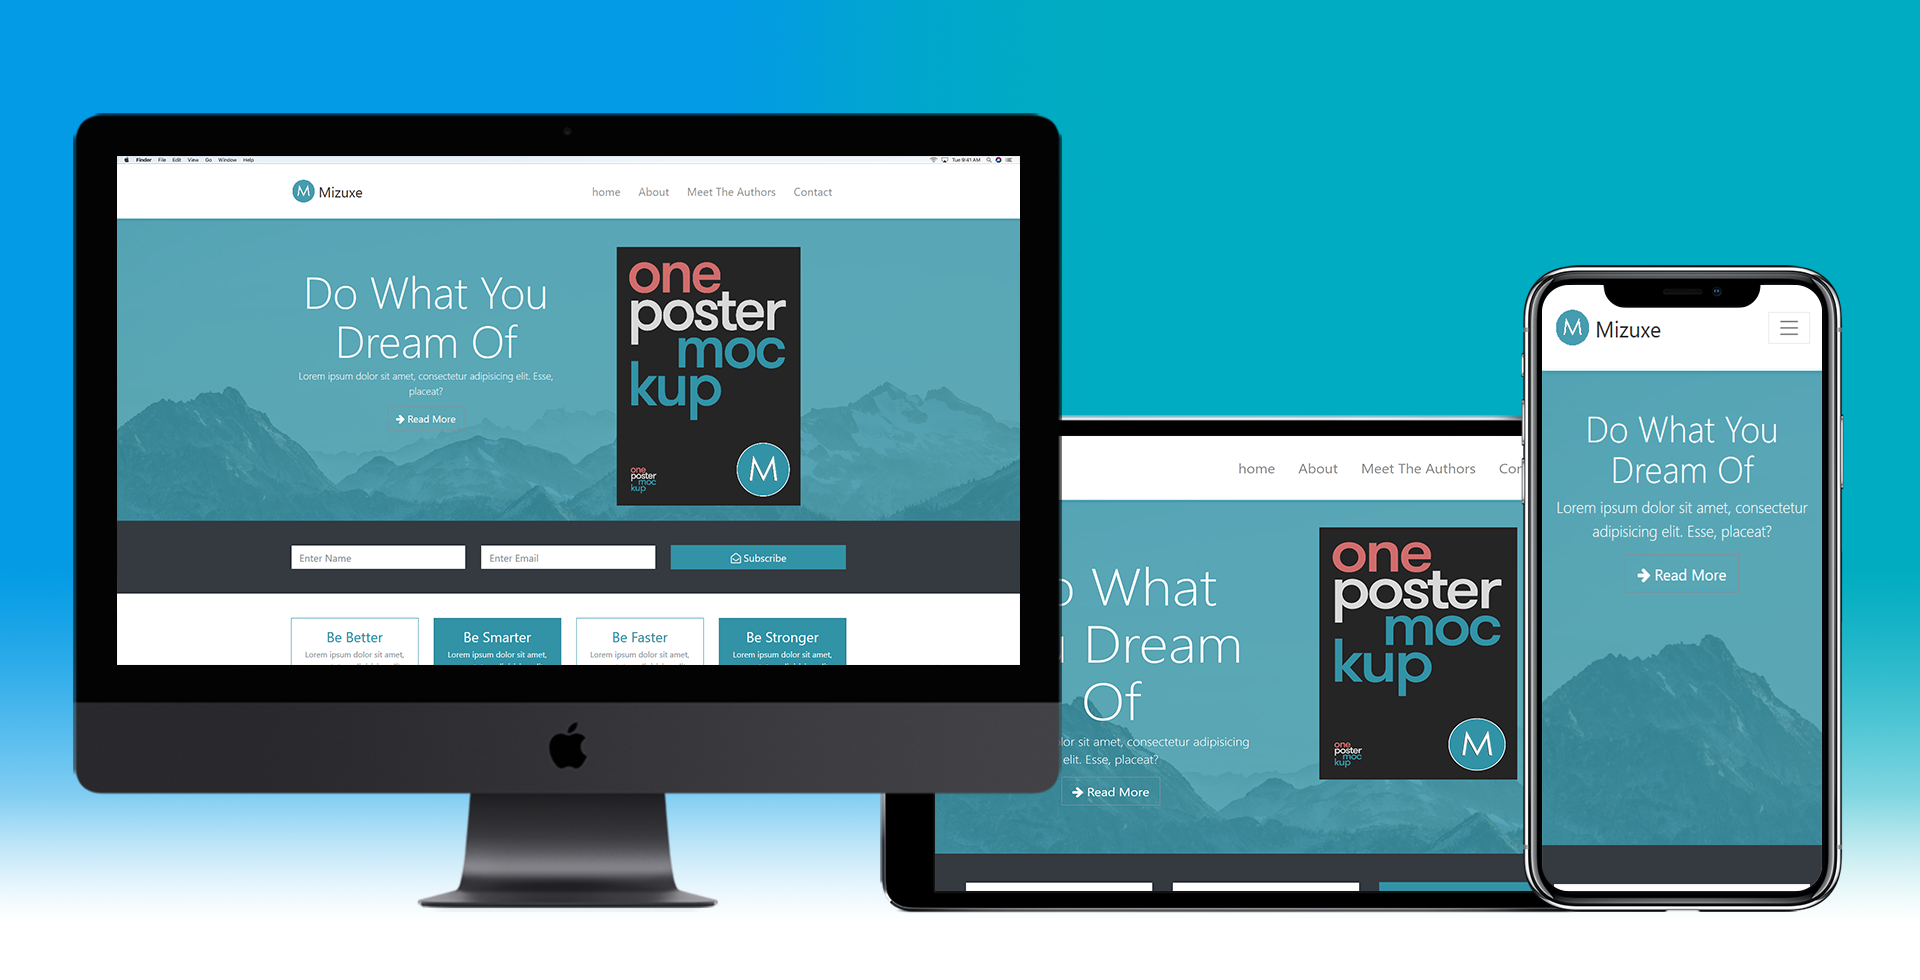 Finder File Edit View Go Window Help
Tue 9:41 AM
M Mizuxe
home About Meet The Authors Contact
Do What You
Dream Of
Lorem ipsum dolor sit amet, consectetur adipisicing elit. Esse,
placeat?
Read More
one
poster
moc
kup
one
poster
moc
kup
M
Enter Name
Enter Email
Subscribe
Be Better
Lorem ipsum dolor sit amet,
Be Smarter
Lorem ipsum dolor sit amet,
Be Faster
Lorem ipsum dolor sit amet,
Be Stronger
Lorem ipsum dolor sit amet,
home About Meet The Authors Con
o What
Dream
Of
lor sit amet, consectetur adipisicing
elit. Esse, placeat?
Read More
one
poster
moc
kup
one
poster
moc
kup
M
M Mizuxe
Do What You
Dream Of
Lorem ipsum dolor sit amet, consectetur
adipisicing elit. Esse, placeat?
Read More